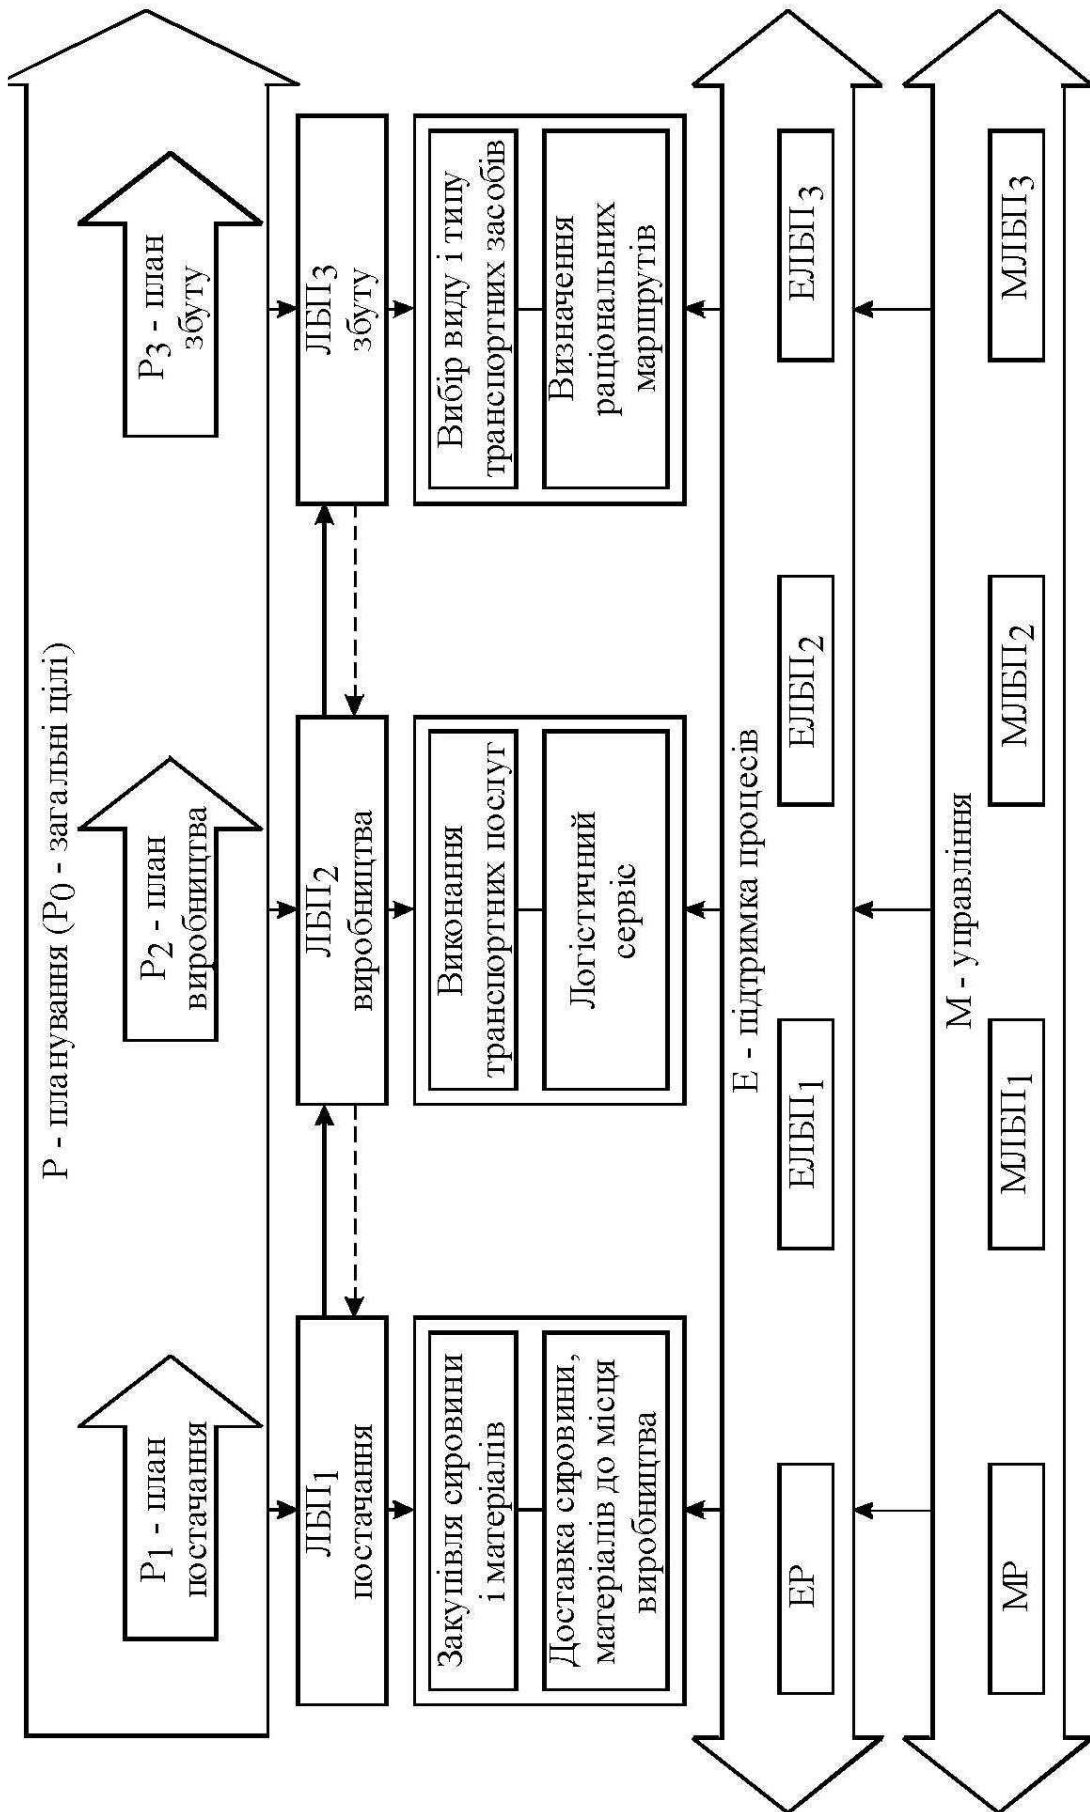 P - планування (P0 - загальні цілі)
P1 - план
постачання
P2 - план
виробництва
P3 - план
збуту
ЛБП1
постачання
ЛБП2
виробництва
ЛБП3
збуту
Закупівля сировини
і матеріалів
Доставка сировини,
матеріалів до місця
виробництва
Виконання
транспортних послуг
Логістичний
сервіс
Вибір виду і типу
транспортних засобів
Визначення
раціональних
маршрутів
Е - підтримка процесів
ЕР
ЕЛБП1
ЕЛБП2
ЕЛБП3
М - управління
МР
МЛБП1
МЛБП2
МЛБП3